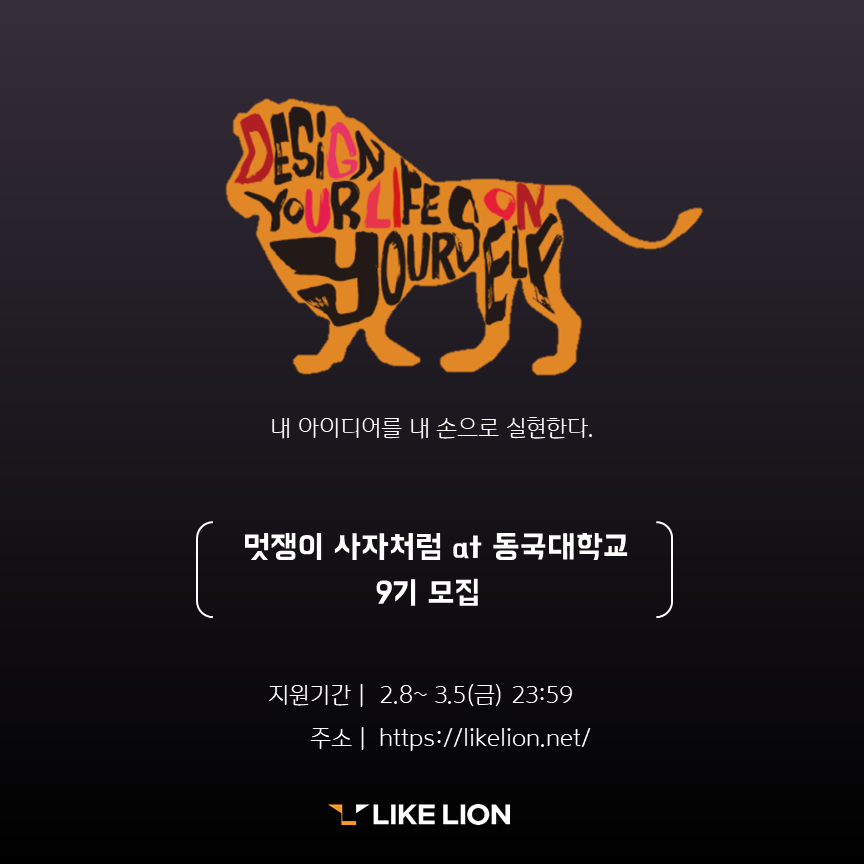 DESiGN
YOUR LIFE ON
YOURSELF
내 아이디어를 내 손으로 실현한다.
멋쟁이 사자처럼 at 동국대학교
9기 모집
지원기간 | 2.8~ 3.5(금) 23:59
주소 | https://likelion.net/
LIKE LION